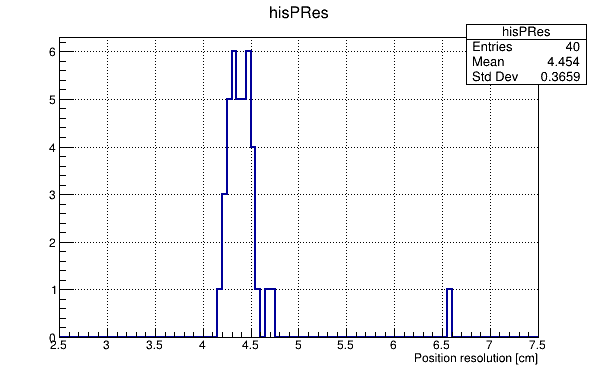 hisPRes
hisPRes
Entries 40
Mean 4.454
Std Dev 0.3659
6
5
4
3
2
1
0
2.5 3 3.5 4 4.5 5 5.5 6 6.5 7 7.5
Position resolution [cm]